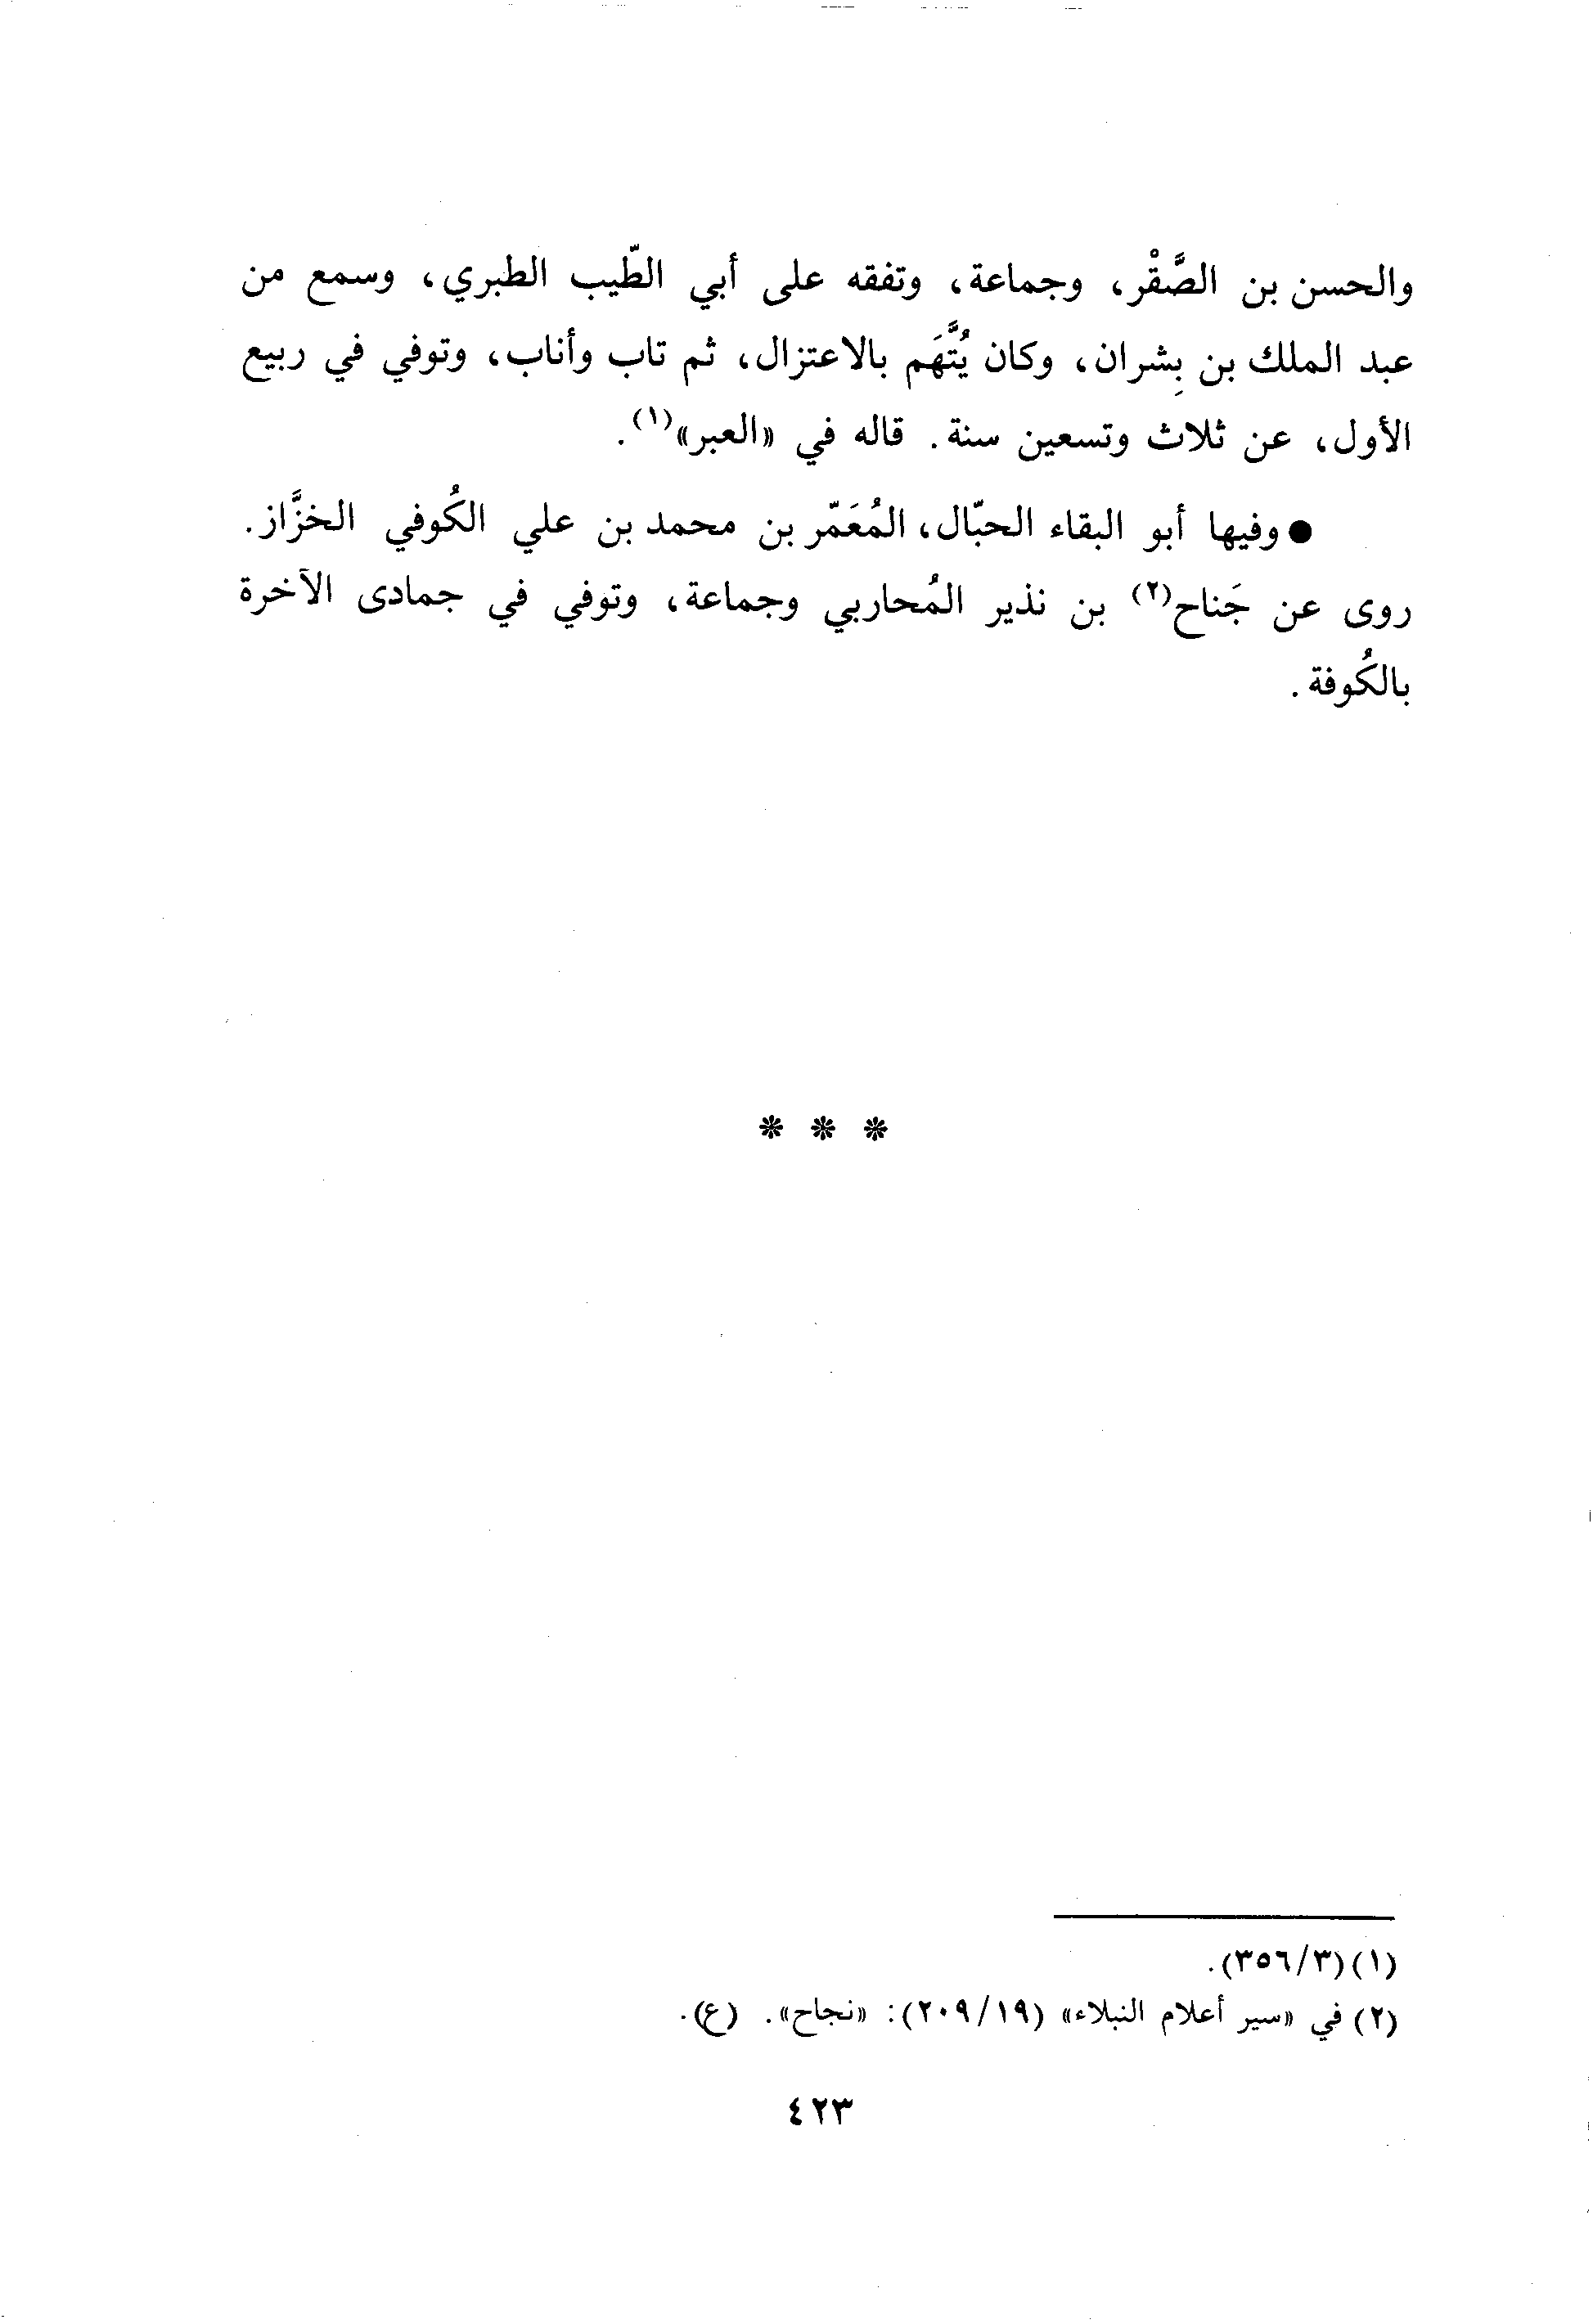 والحسن بن الصَّقْر، وجماعة، وتفقه على أبي الطّيب الطبري، وسمع من
عبد الملك بن بِشران، وكان يُتَّهَم بالاعتزال، ثم تاب وأناب، وتوفي في ربيع
الأول، عن ثلاث وتسعين سنة. قاله في «العبر»(١).
● وفيها أبو البقاء الحبّال، المُعَمّر بن محمد بن علي الكُوفي الخزَّاز.
روى عن جَناح(٢) بن نذير المُحاربي وجماعة، وتوفي في جمادى الآخرة
بالكُوفة.
* * *
(١) (٣/ ٣٥٦).
(٢) في «سير أعلام النبلاء» (١٩/ ٢٠٩): «نجاح». (ع).
٤٢٣